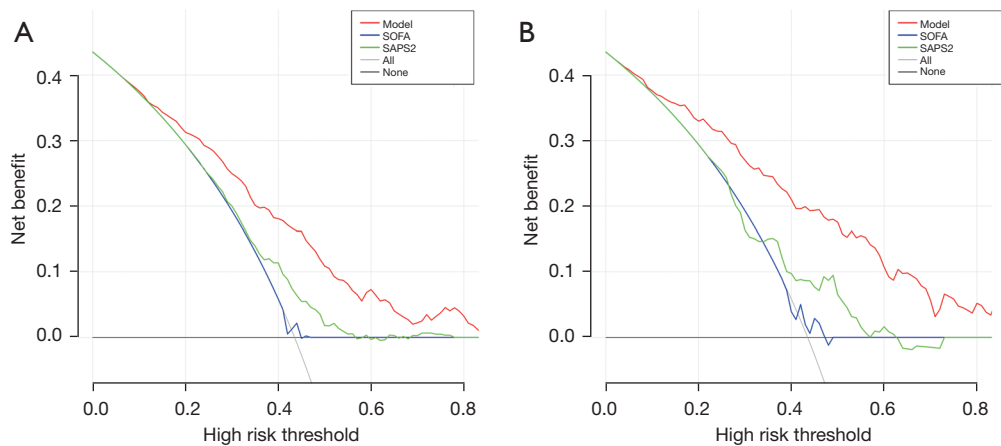 A
Model
SOFA
SAPS2
All
None
Net benefit
0.4
0.3
0.2
0.1
0.0
0.0 0.2 0.4 0.6 0.8
High risk threshold
B
Model
SOFA
SAPS2
All
None
Net benefit
0.4
0.3
0.2
0.1
0.0
0.0 0.2 0.4 0.6 0.8
High risk threshold